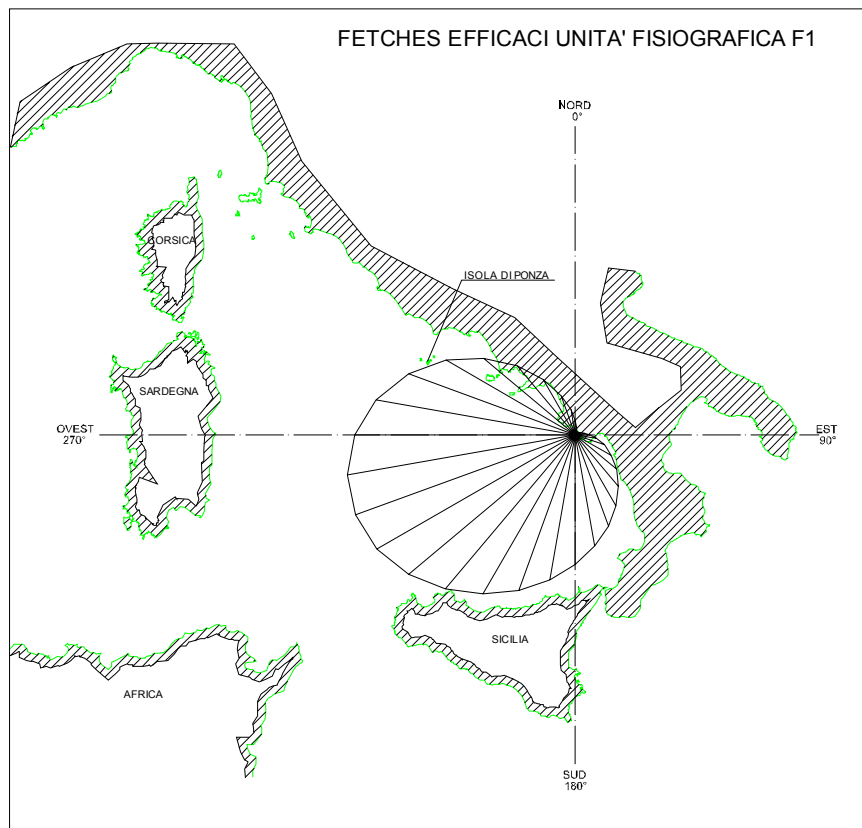 FETCHES EFFICACI UNITA' FISIOGRAFICA F1
NORD
0°
CORSICA
ISOLA DI PONZA
SARDEGNA
OVEST
270°
EST
90°
SICILIA
AFRICA
SUD
180°